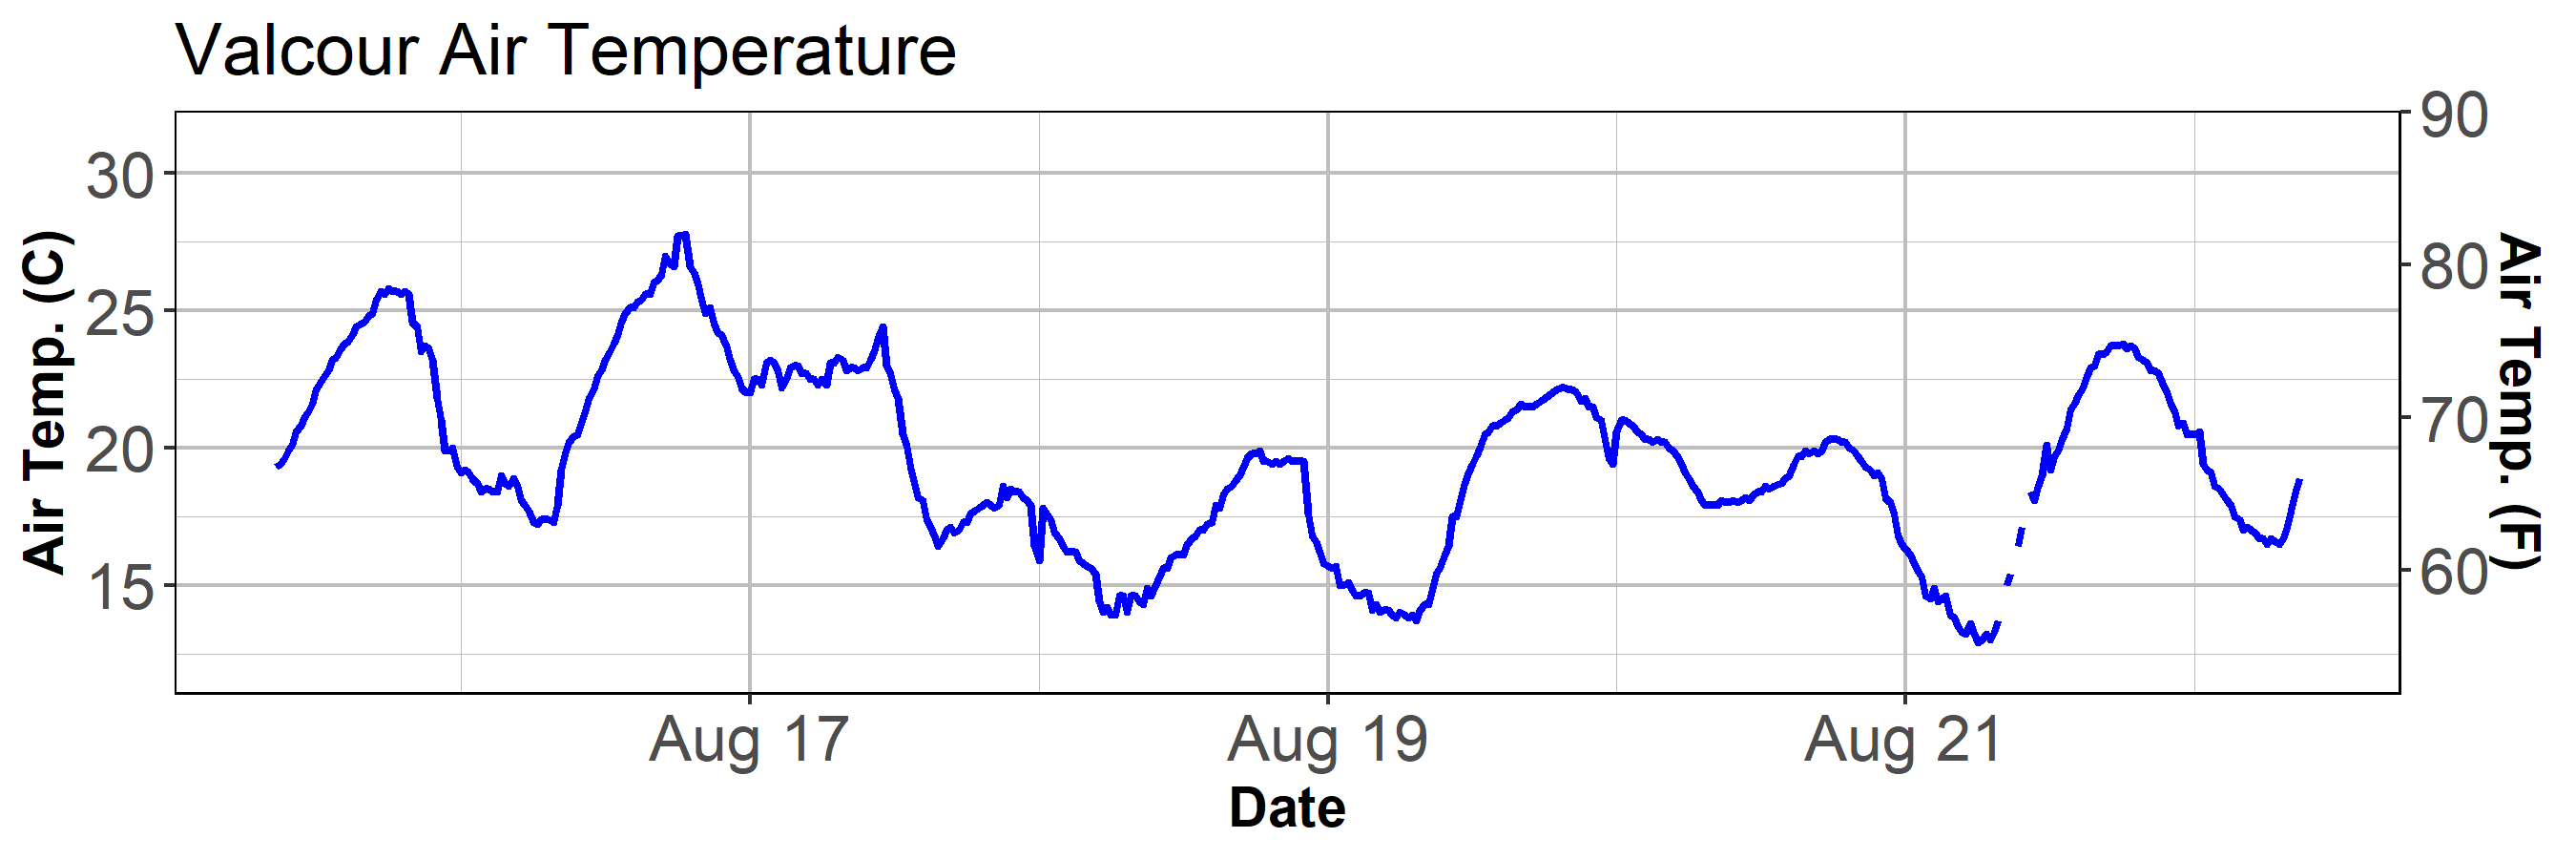 Valcour Air Temperature
Air Temp. (C)
30
25
20
15
90
80
70
60
Air Temp. (F)
Aug 17
Aug 19
Aug 21
Date